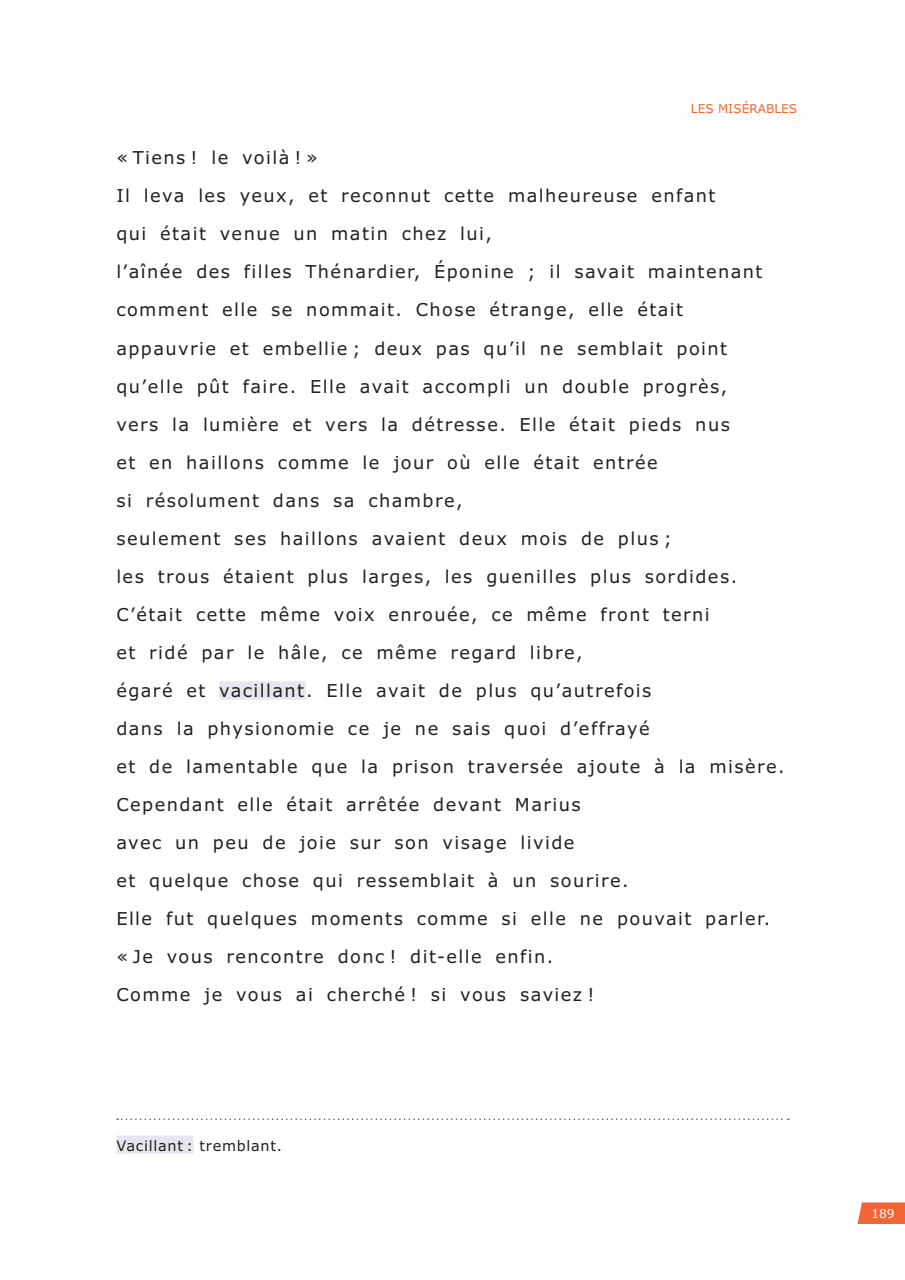 LES MISÉRABLES
« Tiens ! le voilà ! »
Il leva les yeux, et reconnut cette malheureuse enfant
qui était venue un matin chez lui,
l’aînée des filles Thénardier, Éponine ; il savait maintenant
comment elle se nommait. Chose étrange, elle était
appauvrie et embellie ; deux pas qu’il ne semblait point
qu’elle pût faire. Elle avait accompli un double progrès,
vers la lumière et vers la détresse. Elle était pieds nus
et en haillons comme le jour où elle était entrée
si résolument dans sa chambre,
seulement ses haillons avaient deux mois de plus ;
les trous étaient plus larges, les guenilles plus sordides.
C’était cette même voix enrouée, ce même front terni
et ridé par le hâle, ce même regard libre,
égaré et vacillant. Elle avait de plus qu’autrefois
dans la physionomie ce je ne sais quoi d’effrayé
et de lamentable que la prison traversée ajoute à la misère.
Cependant elle était arrêtée devant Marius
avec un peu de joie sur son visage livide
et quelque chose qui ressemblait à un sourire.
Elle fut quelques moments comme si elle ne pouvait parler.
« Je vous rencontre donc ! dit-elle enfin.
Comme je vous ai cherché ! si vous saviez !
Vacillant : tremblant.
189